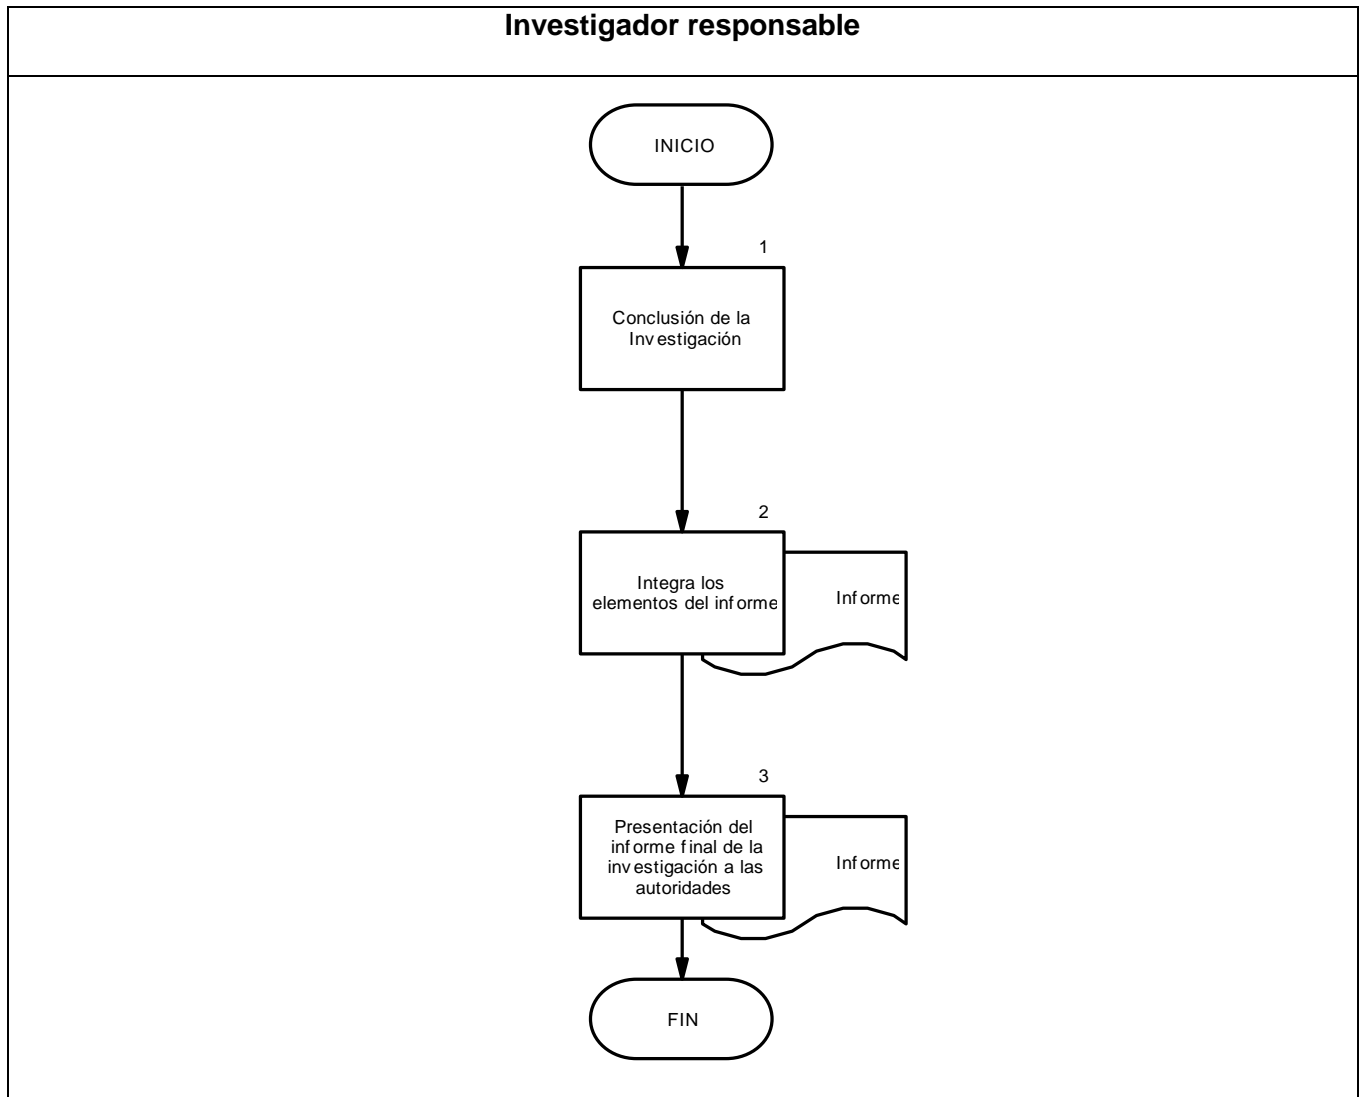 Investigador responsable
INICIO
1
Conclusión de la
Investigación
2
Integra los
elementos del informe
Informe
3
Presentación del
informe final de la
investigación a las
autoridades
Informe
FIN